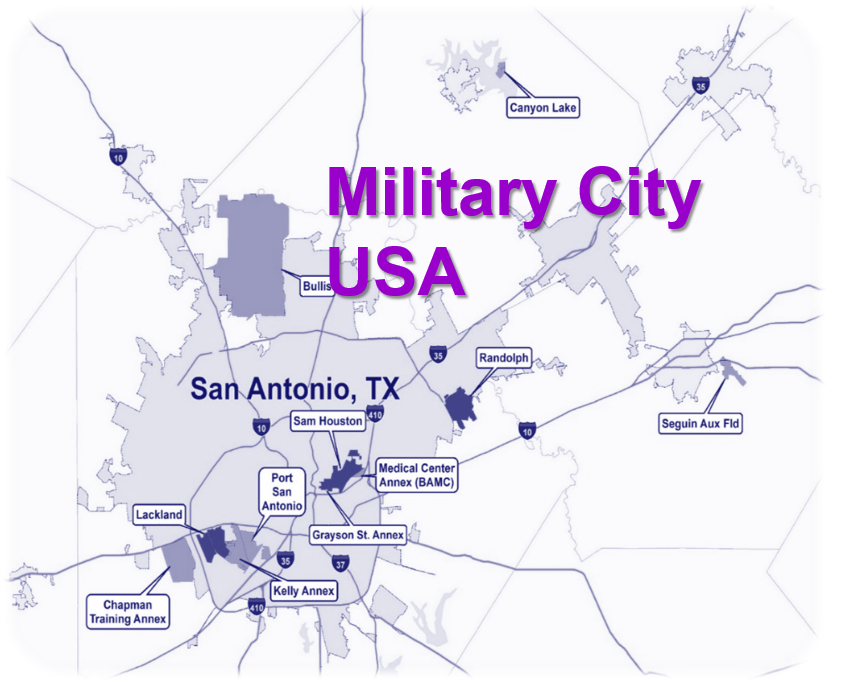 Canyon Lake
35
10
Military City
USA
Bullis
35
Randolph
San Antonio, TX
410
Sam Houston
10
10
Seguin Aux Fld
Medical Center
Annex (BAMC)
Port
San
Antonio
Lackland
Grayson St. Annex
35
37
Kelly Annex
Chapman
Training Annex
410